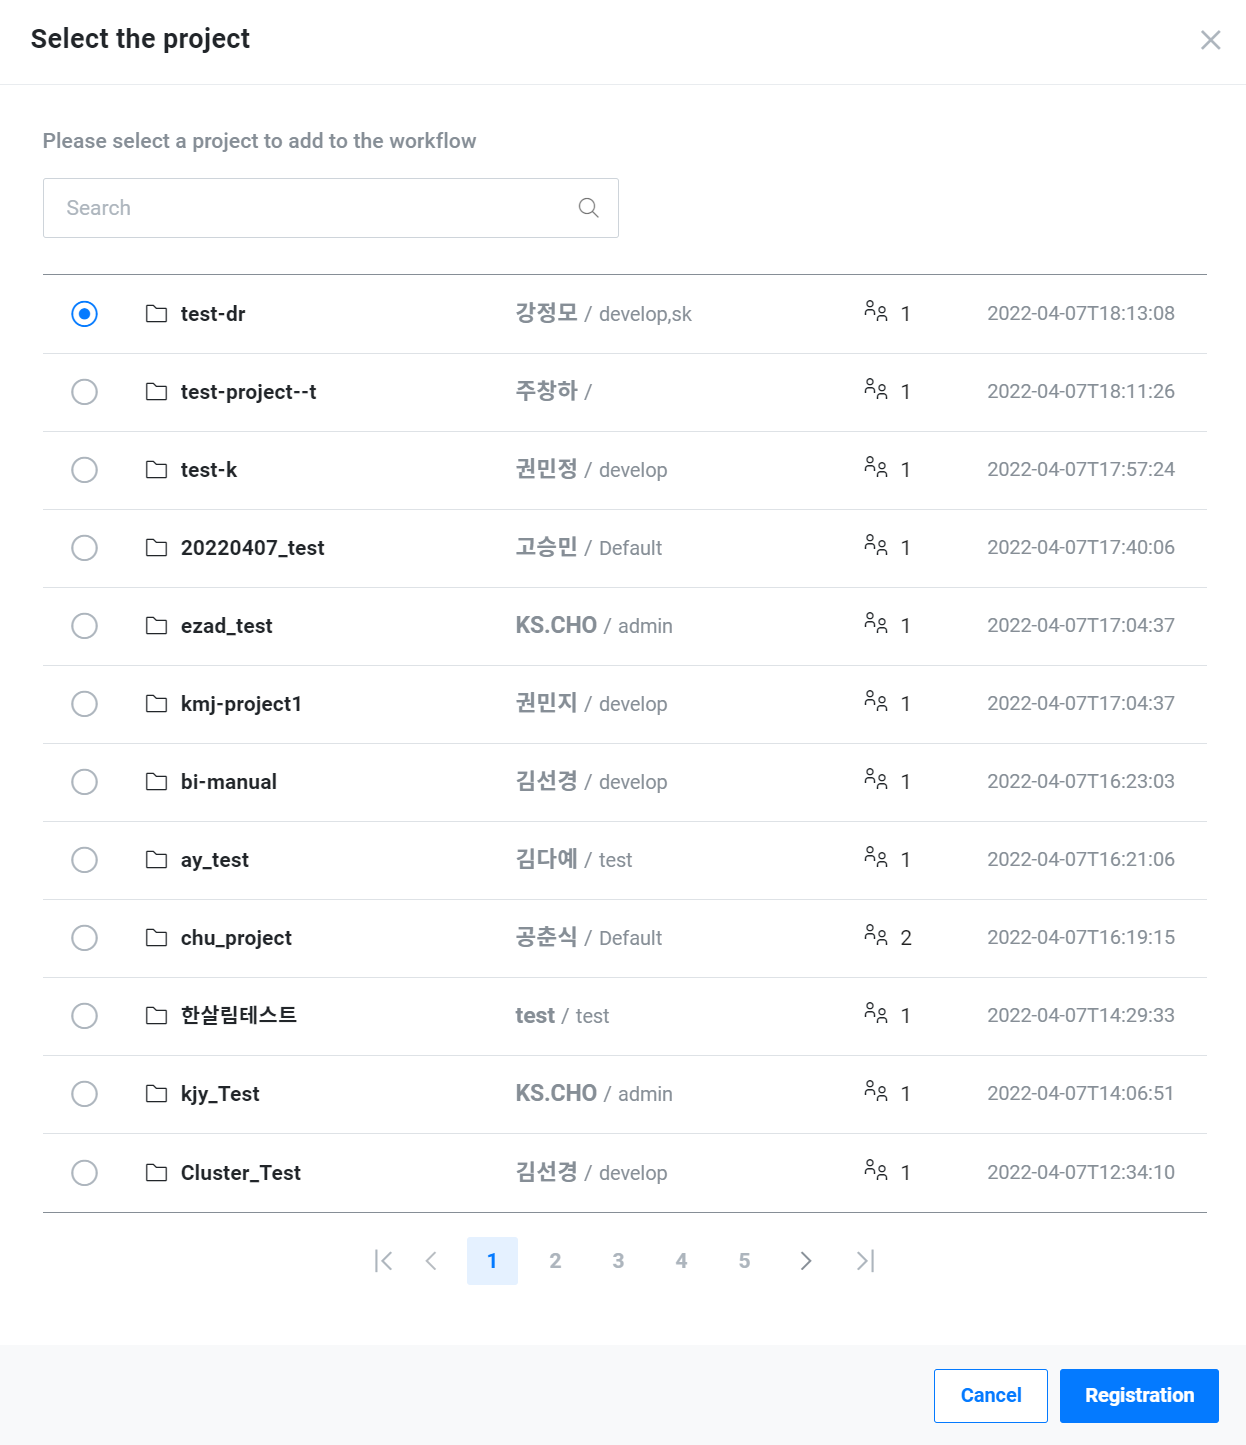 Select the project
Please select a project to add to the workflow
Search
test-dr 강정모 / develop,sk 1 2022-04-07T18:13:08
test-project--t 주창하 / 1 2022-04-07T18:11:26
test-k 권민정 / develop 1 2022-04-07T17:57:24
20220407_test 고승민 / Default 1 2022-04-07T17:40:06
ezad_test KS.CHO / admin 1 2022-04-07T17:04:37
kmj-project1 권민지 / develop 1 2022-04-07T17:04:37
bi-manual 김선경 / develop 1 2022-04-07T16:23:03
ay_test 김다예 / test 1 2022-04-07T16:21:06
chu_project 공춘식 / Default 2 2022-04-07T16:19:15
한살림테스트 test / test 1 2022-04-07T14:29:33
kjy_Test KS.CHO / admin 1 2022-04-07T14:06:51
Cluster_Test 김선경 / develop 1 2022-04-07T12:34:10
1 2 3 4 5
Cancel Registration